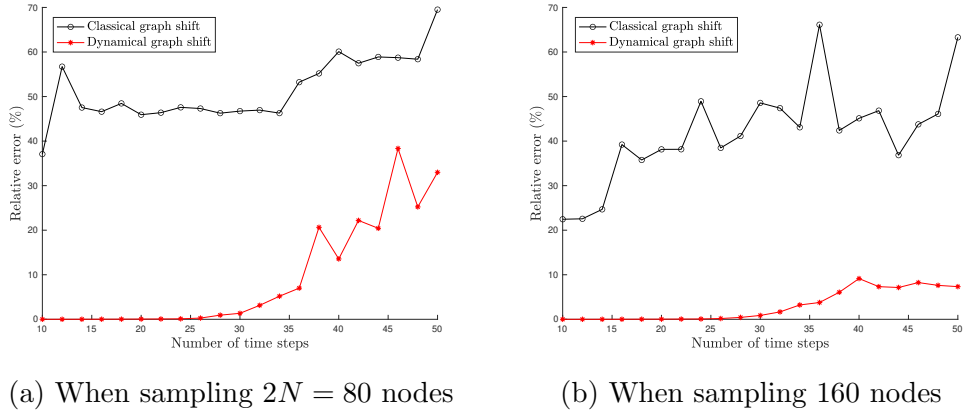 Classical graph shift
Dynamical graph shift
Relative error (%)
70
60
50
40
30
20
10
0
10 15 20 25 30 35 40 45 50
Number of time steps
(a) When sampling 2N = 80 nodes
Classical graph shift
Dynamical graph shift
Relative error (%)
70
60
50
40
30
20
10
0
10 15 20 25 30 35 40 45 50
Number of time steps
(b) When sampling 160 nodes